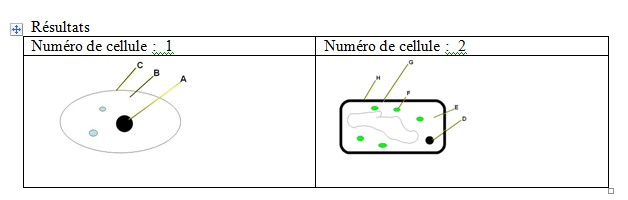 Résultats
Numéro de cellule : 1
Numéro de cellule : 2
C
B
A
G
H
F
E
D